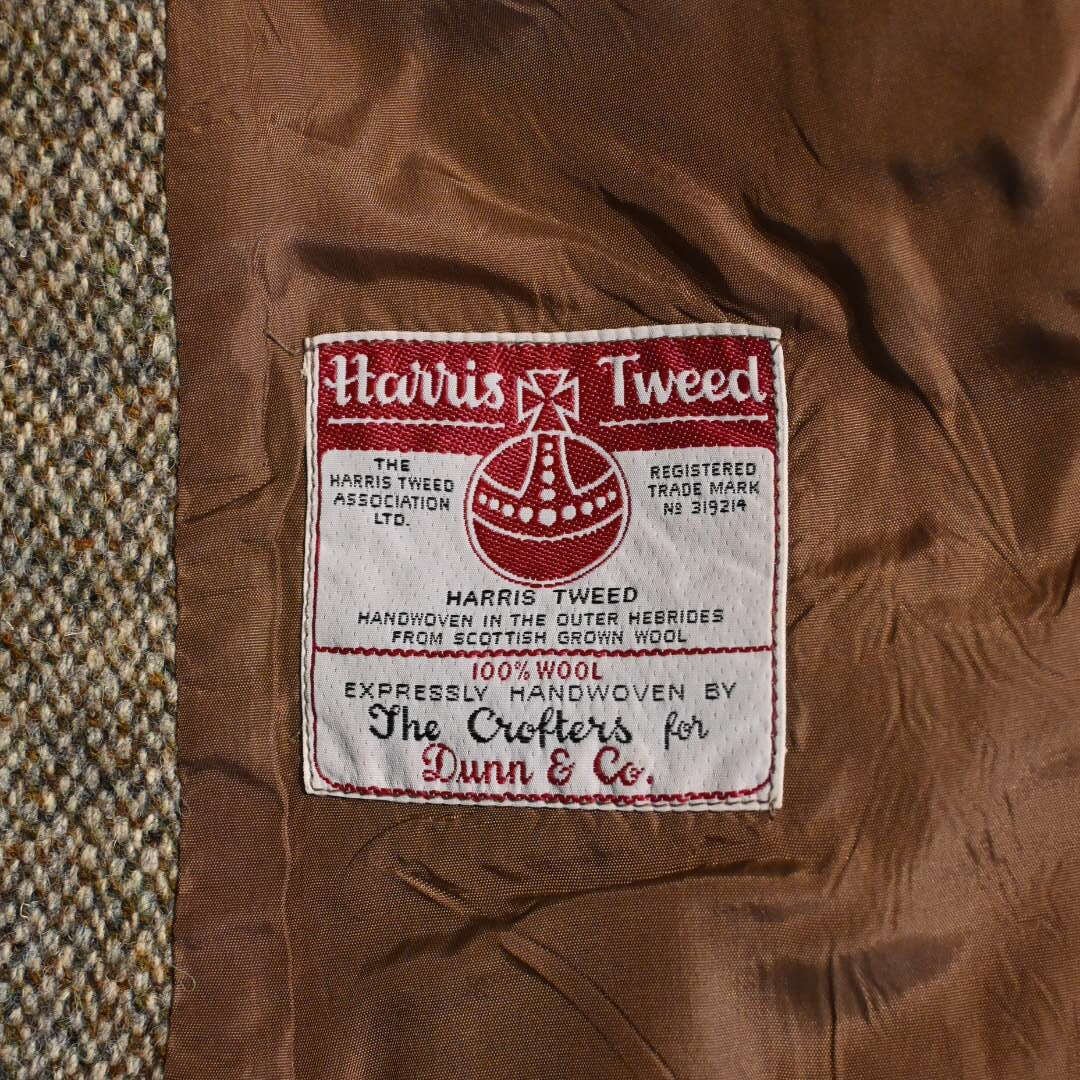 Harris Tweed
THE
HARRIS TWEED
ASSOCIATION
LTD.
REGISTERED
TRADE MARK
Nº 319214
HARRIS TWEED
HANDWOVEN IN THE OUTER HEBRIDES
FROM SCOTTISH GROWN WOOL
100% WOOL
EXPRESSLY HANDWOVEN BY
The Crofters for
Dunn & Co.